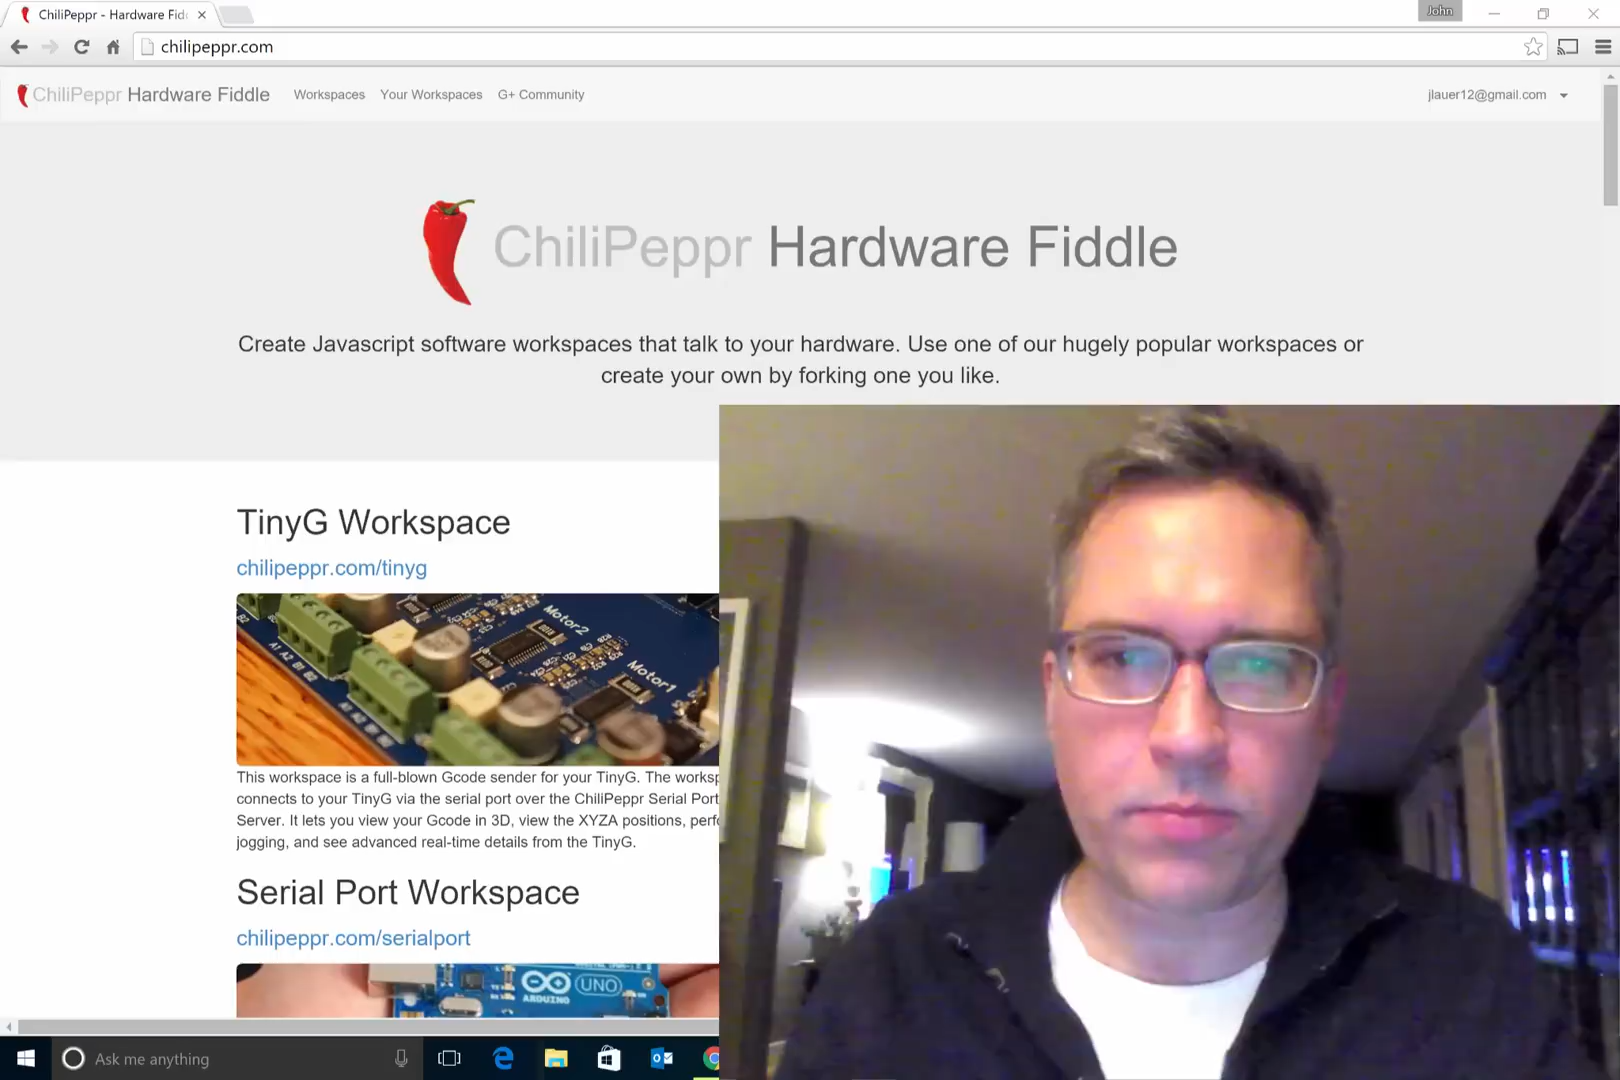 ChiliPeppr - Hardware Fid
John
chilipeppr.com
ChiliPeppr Hardware Fiddle
Workspaces
Your Workspaces
G+ Community
jlauer12@gmail.com
ChiliPeppr Hardware Fiddle
Create Javascript software workspaces that talk to your hardware. Use one of our hugely popular workspaces or
create your own by forking one you like.
TinyG Workspace
chilipeppr.com/tinyg
Motor2
Motor1
A1 A2 B1 B2
This workspace is a full-blown Gcode sender for your TinyG. The worksp
connects to your TinyG via the serial port over the ChiliPeppr Serial Port
Server. It lets you view your Gcode in 3D, view the XYZA positions, perfo
jogging, and see advanced real-time details from the TinyG.
Serial Port Workspace
chilipeppr.com/serialport
UNO
ARDUINO
Ask me anything